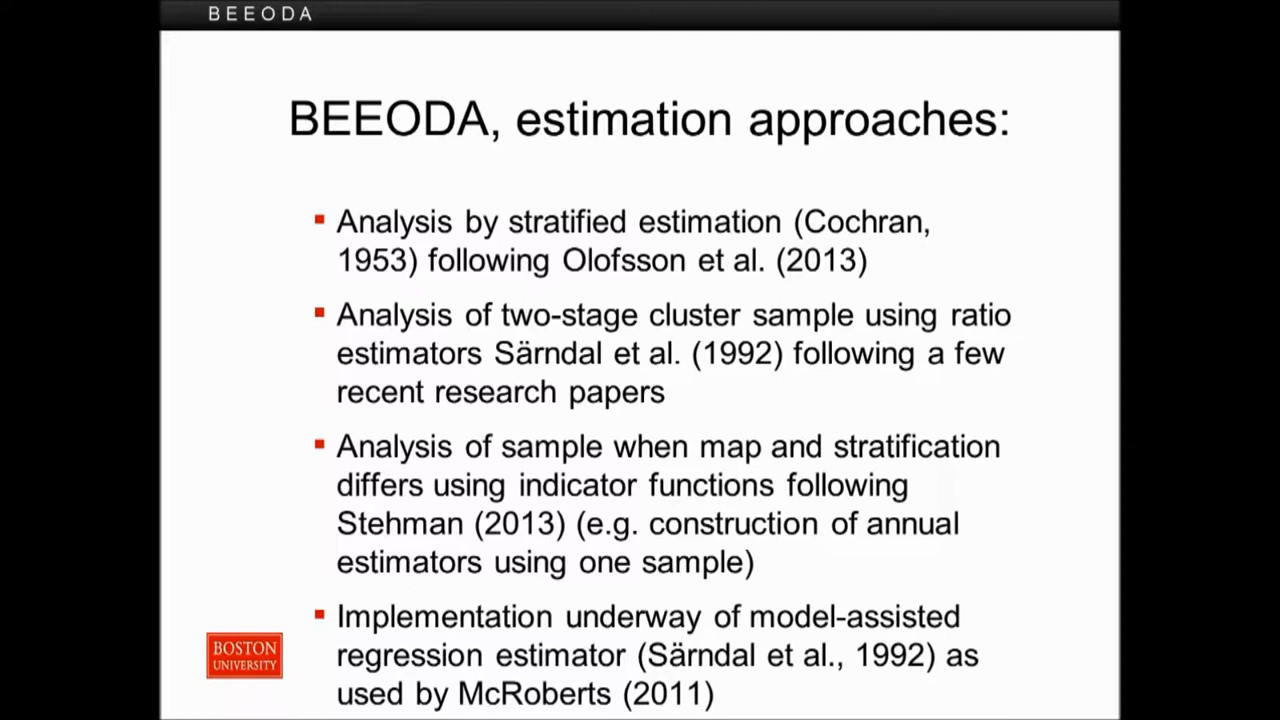 BEEODA
BEEODA, estimation approaches:
Analysis by stratified estimation (Cochran,
1953) following Olofsson et al. (2013)
Analysis of two-stage cluster sample using ratio
estimators Särndal et al. (1992) following a few
recent research papers
Analysis of sample when map and stratification
differs using indicator functions following
Stehman (2013) (e.g. construction of annual
estimators using one sample)
Implementation underway of model-assisted
regression estimator (Särndal et al., 1992) as
used by McRoberts (2011)
BOSTON
UNIVERSITY